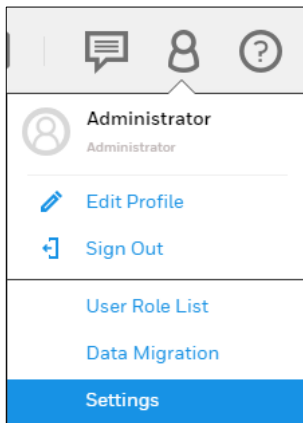 ?
Administrator
Administrator
Edit Profile
Sign Out
User Role List
Data Migration
Settings